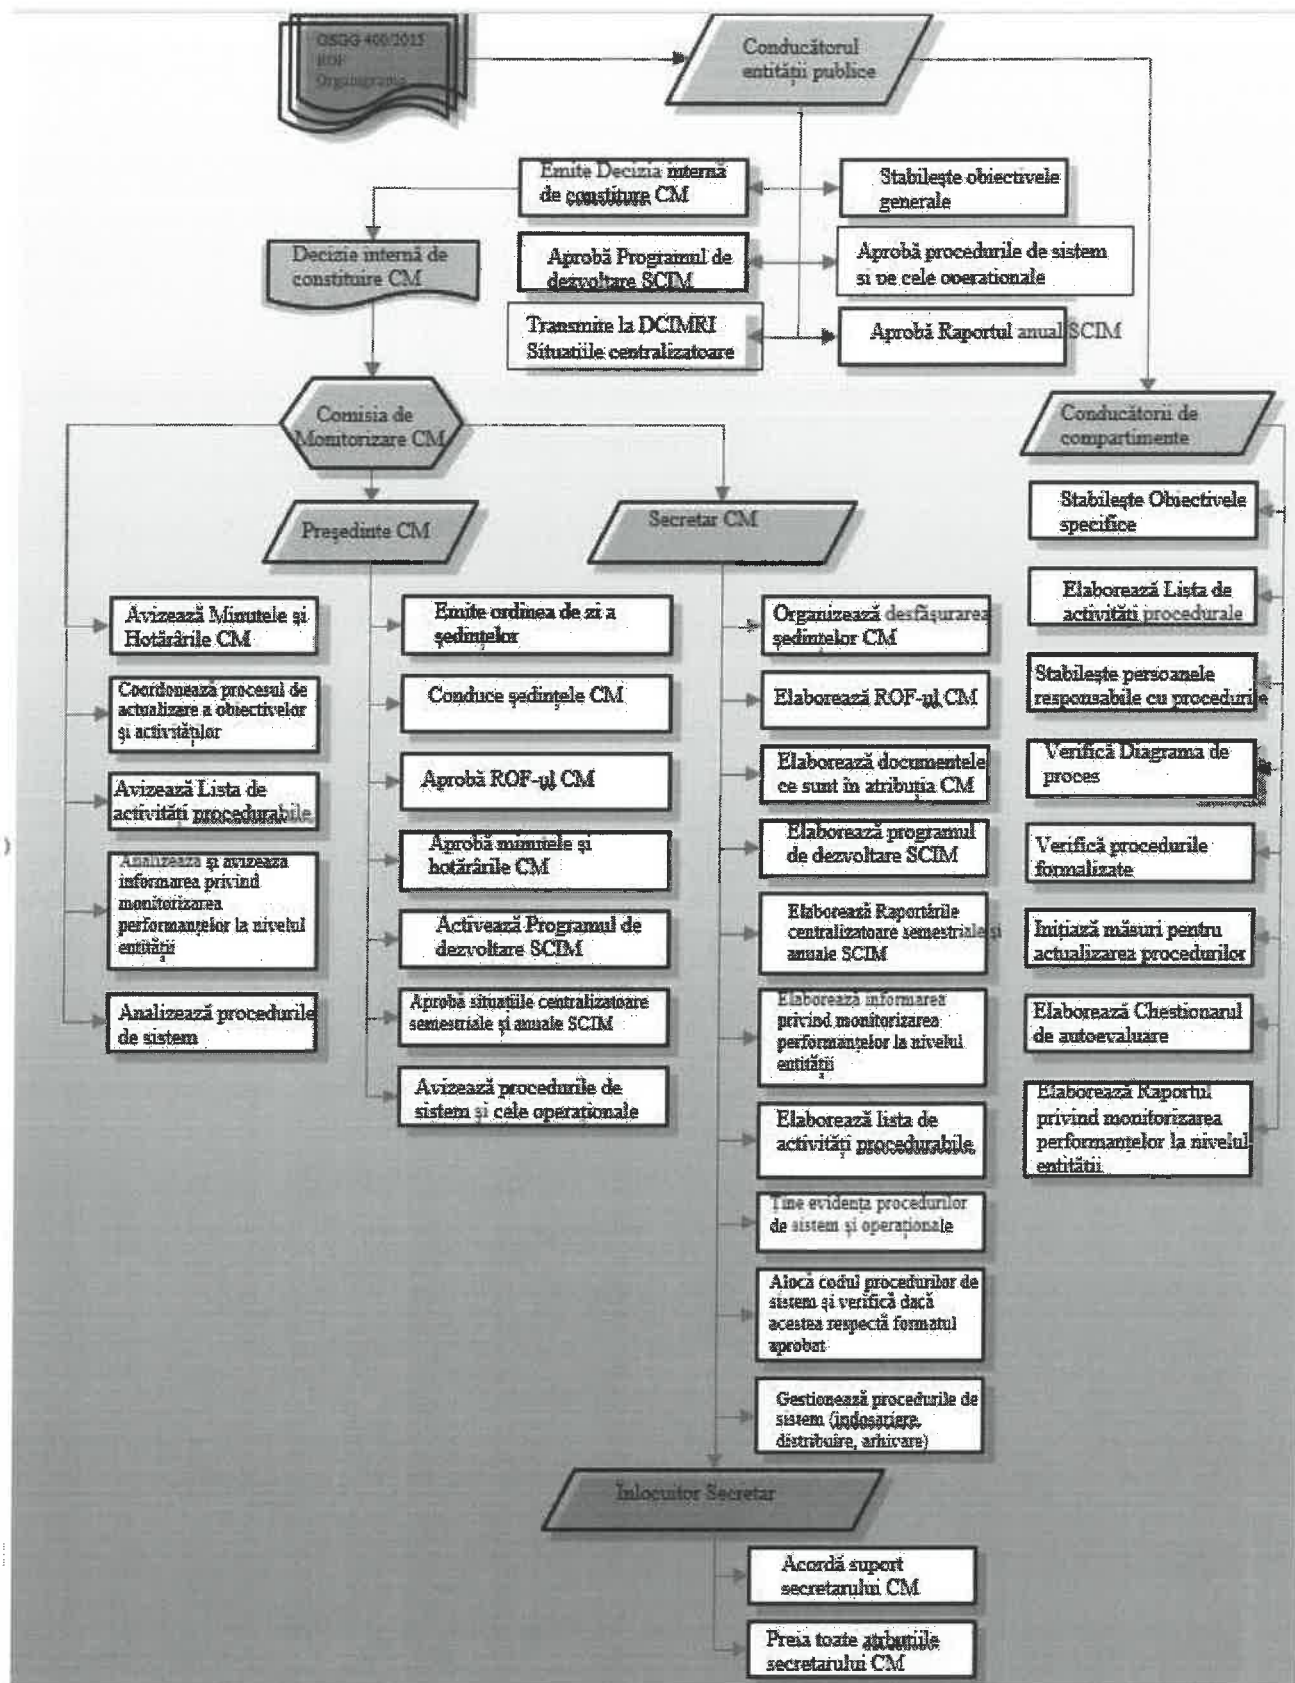 OSGG 400/2015
ROF
Organigrama
Conducătorul
entității publice
Emite Decizia internă
de constituire CM
Stabilește obiectivele
generale
Decizie internă de
constituire CM
Aprobă Programul de
dezvoltare SCIM
Aprobă procedurile de sistem
si pe cele operationale
Transmite la DCIMRI
Situatiile centralizatoare
Aprobă Raportul anual SCIM
Comisia de
Monitorizare CM
Conducătorii de
compartimente
Președinte CM
Secretar CM
Avizează Minutele și
Hotărârile CM
Coordonează procesul de
actualizare a obiectivelor
și activităților
Avizează Lista de
activități procedurabile
Analizeaza și avizeaza
informarea privind
monitorizarea
performanțelor la nivelul
entității
Analizează procedurile
de sistem
Emite ordinea de zi a
ședințelor
Conduce ședințele CM
Aprobă ROF-ul CM
Aprobă minutele și
hotărârile CM
Activează Programul de
dezvoltare SCIM
Aprobă situațiile centralizatoare
semestriale și anuale SCIM
Avizează procedurile de
sistem și cele operaționale
Organizează desfășurarea
ședințelor CM
Elaborează ROF-ul CM
Elaborează documentele
ce sunt în atribuția CM
Elaborează programul
de dezvoltare SCIM
Elaborează Raportările
centralizatoare semestriale și
anuale SCIM
Elaborează informarea
privind monitorizarea
performanțelor la nivelul
entității
Elaborează lista de
activități procedurabile
Tine evidența procedurilor
de sistem și operaționale
Alocă codul procedurilor de
sistem și verifică dacă
acestea respectă formatul
aprobat
Gestionează procedurile de
sistem (indosariere,
distribuire, arhivare)
Stabilește Obiectivele
specifice
Elaborează Lista de
activități procedurale
Stabilește persoanele
responsabile cu procedurile
Verifică Diagrama de
proces
Verifică procedurile
formalizate
Inițiază măsuri pentru
actualizarea procedurilor
Elaborează Chestionarul
de autoevaluare
Elaborează Raportul
privind monitorizarea
performanțelor la nivelul
entității
Inlocuitor Secretar
Acordă suport
secretarului CM
Preia toate atrbutiile
secretarului CM